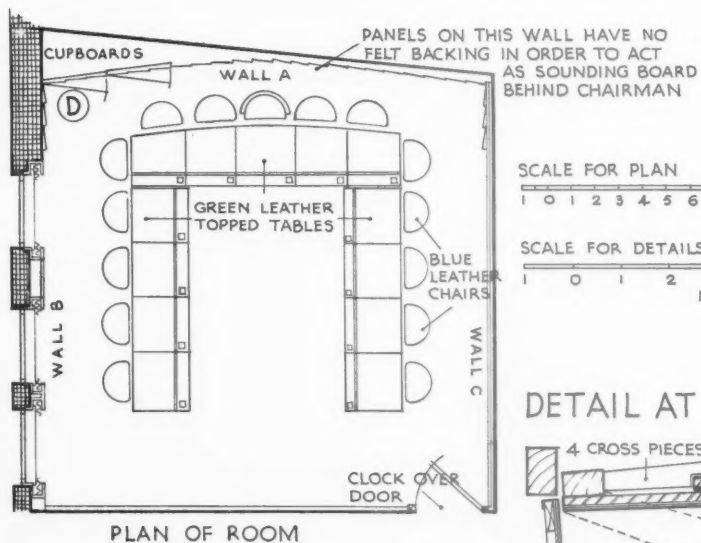 CUPBOARDS
PANELS ON THIS WALL HAVE NO
FELT BACKING IN ORDER TO ACT
AS SOUNDING BOARD
BEHIND CHAIRMAN
WALL A
D
SCALE FOR PLAN
1 0 1 2 3 4 5 6
GREEN LEATHER
TOPPED TABLES
SCALE FOR DETAILS
1 0 1 2
BLUE
LEATHER
CHAIRS
WALL B
WALL C
DETAIL AT
4 CROSS PIECES
CLOCK OVER
DOOR
PLAN OF ROOM